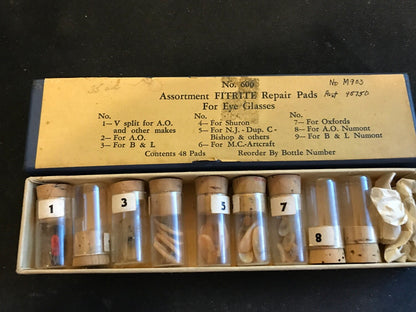 No. 600
No M903
Assortment FITRITE Repair Pads
For Eye Glasses
No.
1—V split for A.O.
and other makes
2—For A.O.
3—For B & L
No.
4—For Shuron
5—For N.J. - Dup. C-
Bishop & others
6—For M.C.-Artcraft
No.
7—For Oxfords
8—For A.O. Numont
9—For B & L Numont
Contents 48 Pads
Reorder By Bottle Number
1
3
5
7
8